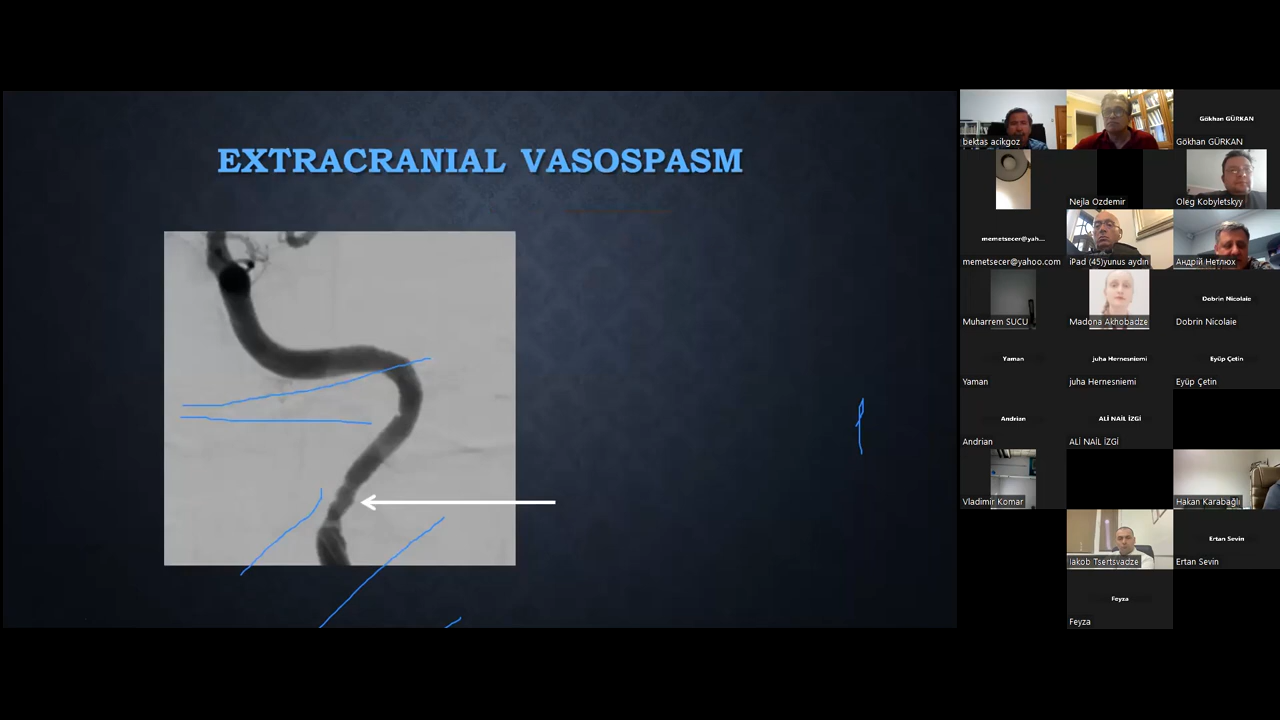 EXTRACRANIAL VASOSPASM
bektas acikgoz
Gökhan GÜRKAN
Gökhan GÜRKAN
Nejla Ozdemir
Oleg Kobyletskyy
memetsecer@yah...
memetsecer@yahoo.com
iPad (45)yunus aydın
Андрій Нетлюх
Muharrem SUCU
Madona Akhobadze
Dobrin Nicolaie
Dobrin Nicolaie
Yaman
Yaman
juha Hernesniemi
juha Hernesniemi
Eyüp Çetin
Eyüp Çetin
Andrian
Andrian
ALİ NAİL İZGİ
ALİ NAİL İZGİ
Vladimir Komar
Hakan Karabağlı
Iakob Tsertsvadze
Ertan Sevin
Ertan Sevin
Feyza
Feyza